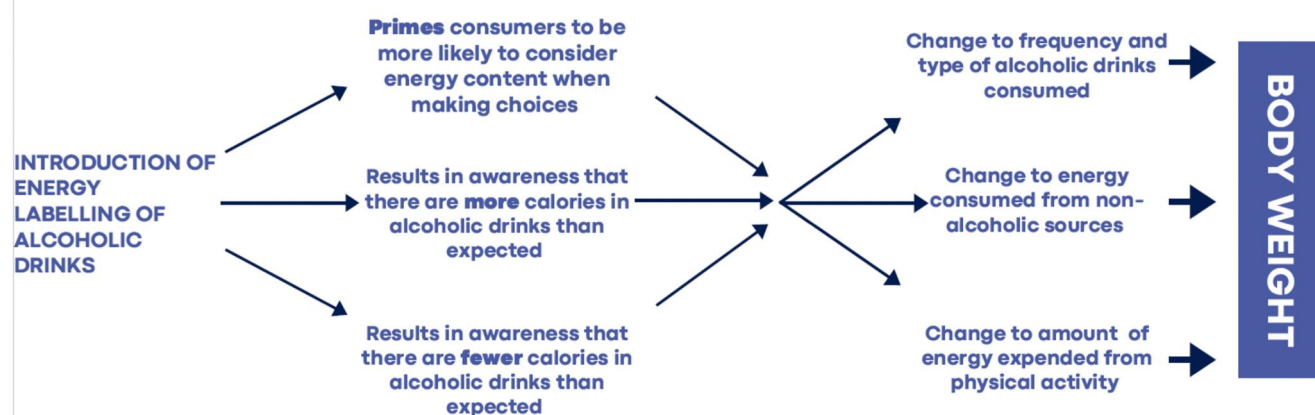 INTRODUCTION OF
ENERGY
LABELLING OF
ALCOHOLIC
DRINKS
Primes consumers to be
more likely to consider
energy content when
making choices
Results in awareness that
there are more calories in
alcoholic drinks than
expected
Results in awareness that
there are fewer calories in
alcoholic drinks than
expected
Change to frequency and
type of alcoholic drinks
consumed
Change to energy
consumed from non-
alcoholic sources
Change to amount of
energy expended from
physical activity
BODY WEIGHT